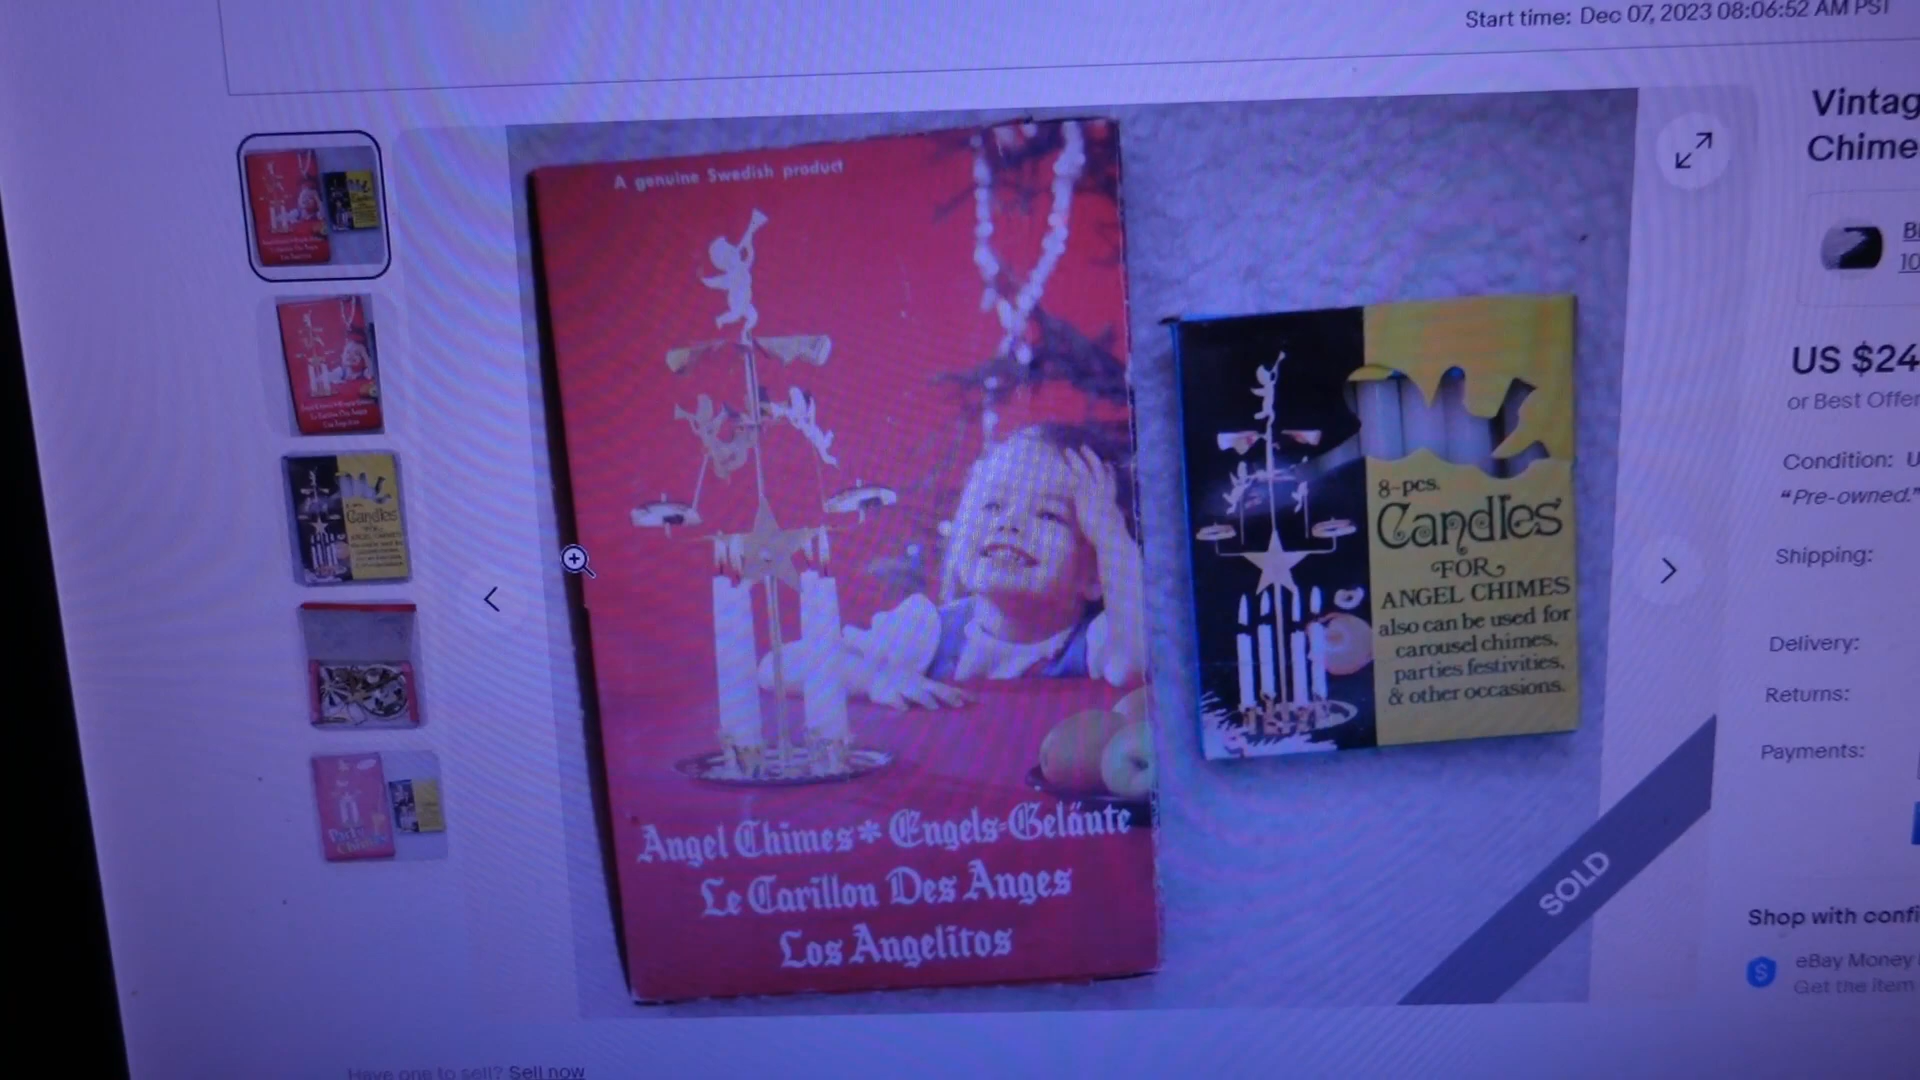 Start time: Dec 07, 2023 08:06:52 AM PST
A genuine Swedish product
Angel Chimes * Engels-Geläute
Le Carillon Des Anges
Los Angelitos
8-pcs.
Candles
FOR
ANGEL CHIMES
also can be used for
carousel chimes,
parties festivities,
& other occasions.
SOLD
Vintag
Chime
10
US $24
or Best Offer
Condition: U
"Pre-owned."
Shipping:
Delivery:
Returns:
Payments:
Shop with confi
eBay Money
Get the item
Have one to sell? Sell now